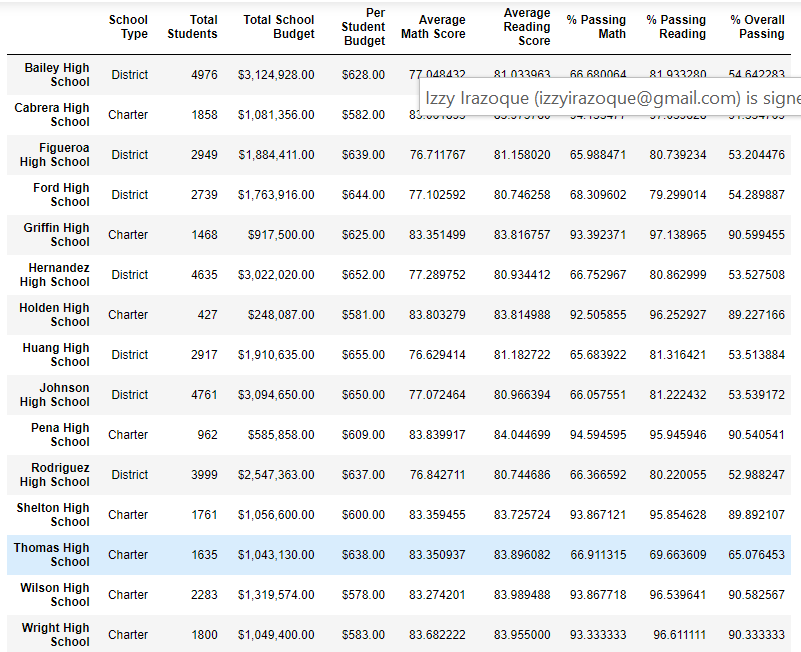 School Type Total Students Total School Budget Per Student Budget Average Math Score Average Reading Score % Passing Math % Passing Reading % Overall Passing
Bailey High School District 4976 $3,124,928.00 $628.00 77.048432 81.033963 66.680064 81.933280 54.642283
Izzy Irazoque (izzyirazoque@gmail.com) is signe
Cabrera High School Charter 1858 $1,081,356.00 $582.00
Figueroa High School District 2949 $1,884,411.00 $639.00 76.711767 81.158020 65.988471 80.739234 53.204476
Ford High School District 2739 $1,763,916.00 $644.00 77.102592 80.746258 68.309602 79.299014 54.289887
Griffin High School Charter 1468 $917,500.00 $625.00 83.351499 83.816757 93.392371 97.138965 90.599455
Hernandez High School District 4635 $3,022,020.00 $652.00 77.289752 80.934412 66.752967 80.862999 53.527508
Holden High School Charter 427 $248,087.00 $581.00 83.803279 83.814988 92.505855 96.252927 89.227166
Huang High School District 2917 $1,910,635.00 $655.00 76.629414 81.182722 65.683922 81.316421 53.513884
Johnson High School District 4761 $3,094,650.00 $650.00 77.072464 80.966394 66.057551 81.222432 53.539172
Pena High School Charter 962 $585,858.00 $609.00 83.839917 84.044699 94.594595 95.945946 90.540541
Rodriguez High School District 3999 $2,547,363.00 $637.00 76.842711 80.744686 66.366592 80.220055 52.988247
Shelton High School Charter 1761 $1,056,600.00 $600.00 83.359455 83.725724 93.867121 95.854628 89.892107
Thomas High School Charter 1635 $1,043,130.00 $638.00 83.350937 83.896082 66.911315 69.663609 65.076453
Wilson High School Charter 2283 $1,319,574.00 $578.00 83.274201 83.989488 93.867718 96.539641 90.582567
Wright High School Charter 1800 $1,049,400.00 $583.00 83.682222 83.955000 93.333333 96.611111 90.333333